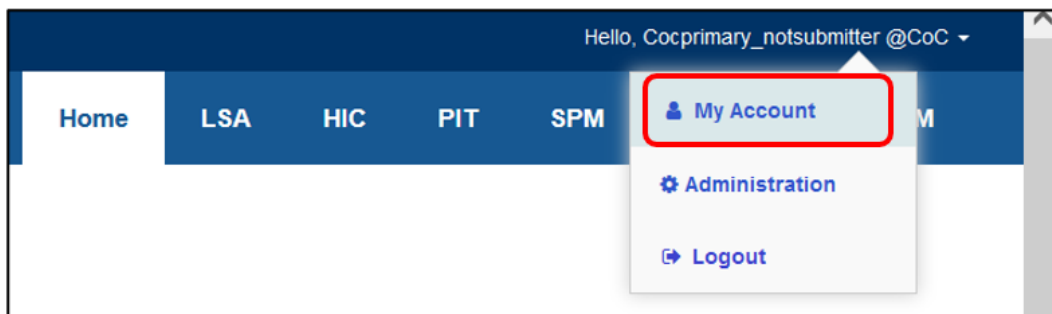 Hello, Cocprimary_notsubmitter @CoC
Home LSA HIC PIT SPM M
My Account
Administration
Logout